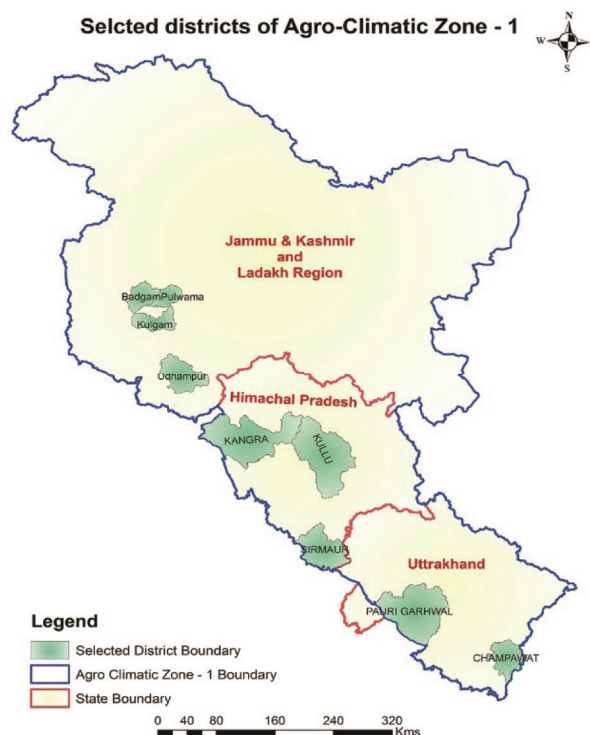 Selcted districts of Agro-Climatic Zone - 1
N
W E
S
Jammu & Kashmir
and
Ladakh Region
Badgam Pulwama
Kulgam
Udhampur
Himachal Pradesh
KANGRA
KULLU
SIRMAUR
Uttrakhand
PAURI GARHWAL
CHAMPAWAT
Legend
Selected District Boundary
Agro Climatic Zone - 1 Boundary
State Boundary
0 40 80 160 240 320
Kms